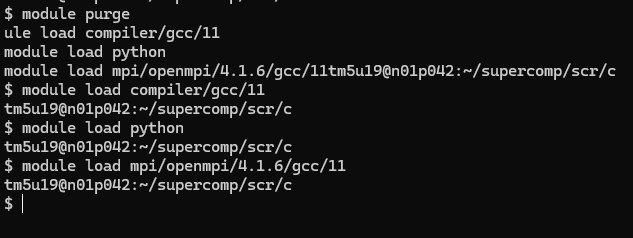 $ module purge
ule load compiler/gcc/11
module load python
module load mpi/openmpi/4.1.6/gcc/11tm5u19@n01p042:~/supercomp/scr/c
$ module load compiler/gcc/11
tm5u19@n01p042:~/supercomp/scr/c
$ module load python
tm5u19@n01p042:~/supercomp/scr/c
$ module load mpi/openmpi/4.1.6/gcc/11
tm5u19@n01p042:~/supercomp/scr/c
$